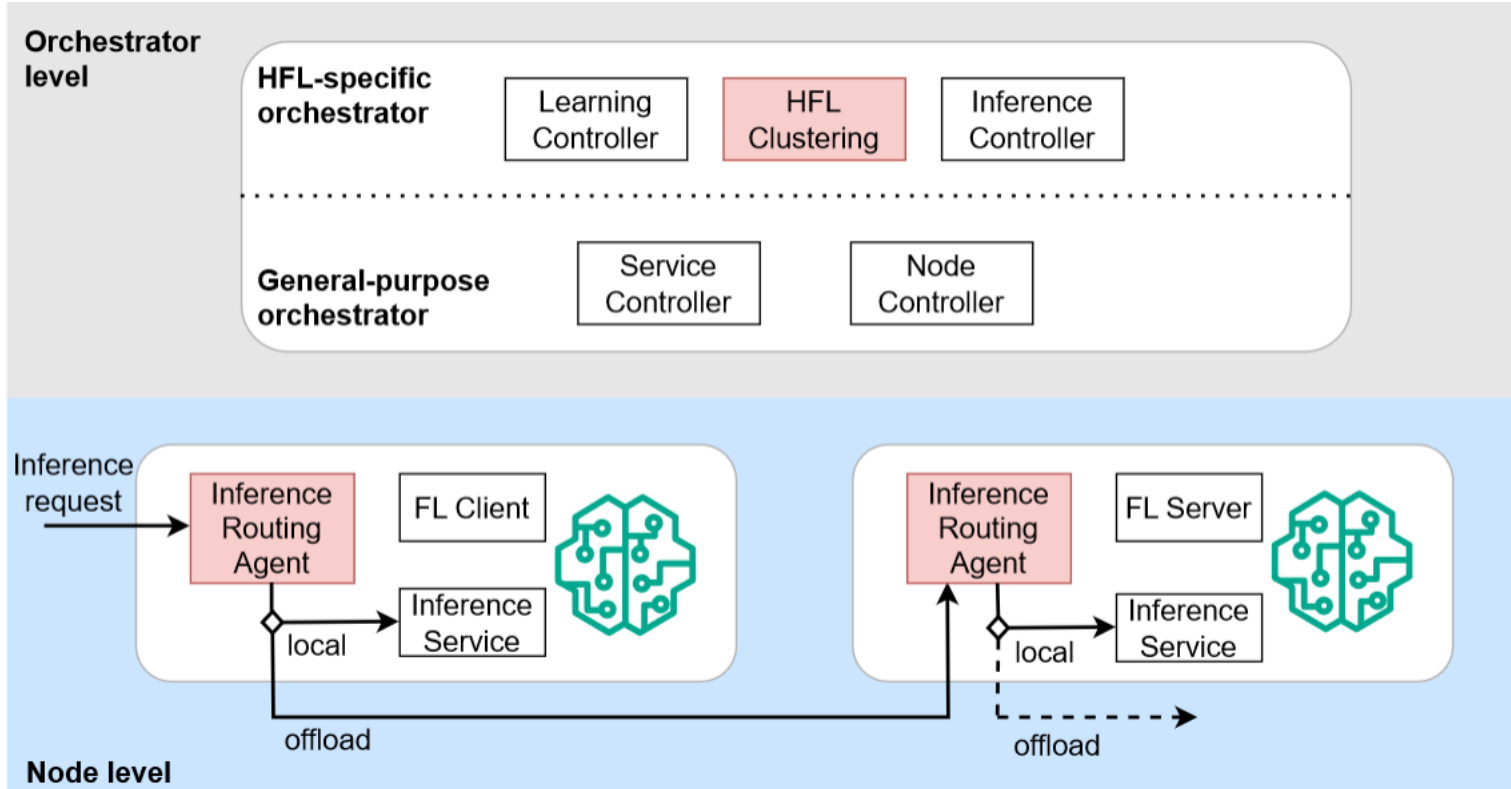 Orchestrator
level
HFL-specific
orchestrator
Learning
Controller
HFL
Clustering
Inference
Controller
General-purpose
orchestrator
Service
Controller
Node
Controller
Inference
request
Inference
Routing
Agent
FL Client
Inference
Service
local
offload
Inference
Routing
Agent
FL Server
Inference
Service
local
offload
Node level